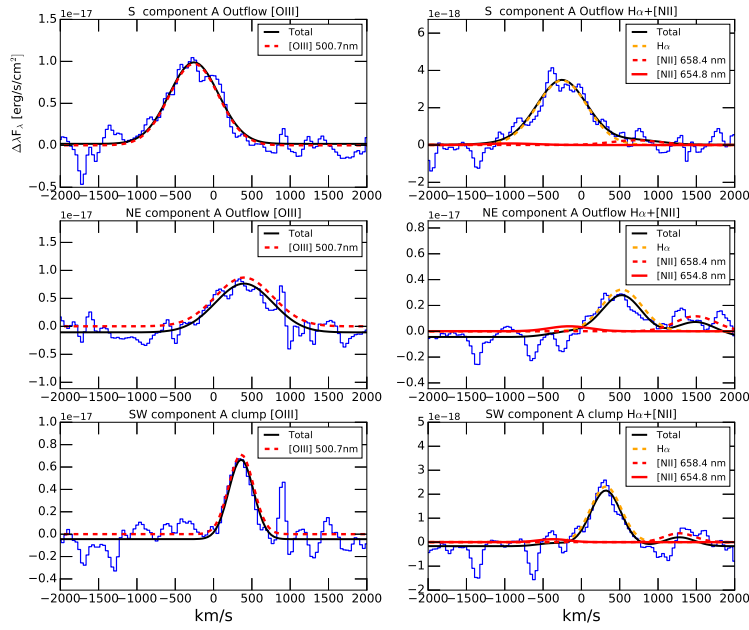 S component A Outflow [OIII]
1e−17
1.5
1.0
0.5
0.0
−0.5
ΔλFλ [erg/s/cm²]
Total
[OIII] 500.7nm
−2000−1500−1000 −500 0 500 1000 1500 2000
S component A Outflow Hα+[NII]
1e−18
6
4
2
0
−2
Total
Hα
[NII] 658.4 nm
[NII] 654.8 nm
−2000−1500−1000 −500 0 500 1000 1500 2000
NE component A Outflow [OIII]
1e−17
1.5
1.0
0.5
0.0
−0.5
−1.0
Total
[OIII] 500.7nm
−2000−1500−1000 −500 0 500 1000 1500 2000
NE component A Outflow Hα+[NII]
1e−17
0.8
0.6
0.4
0.2
0.0
−0.2
−0.4
Total
Hα
[NII] 658.4 nm
[NII] 654.8 nm
−2000−1500−1000 −500 0 500 1000 1500 2000
SW component A clump [OIII]
1e−17
1.0
0.8
0.6
0.4
0.2
0.0
−0.2
−0.4
Total
[OIII] 500.7nm
−2000−1500−1000 −500 0 500 1000 1500 2000
km/s
SW component A clump Hα+[NII]
1e−18
5
4
3
2
1
0
−1
−2
Total
Hα
[NII] 658.4 nm
[NII] 654.8 nm
−2000−1500−1000 −500 0 500 1000 1500 2000
km/s